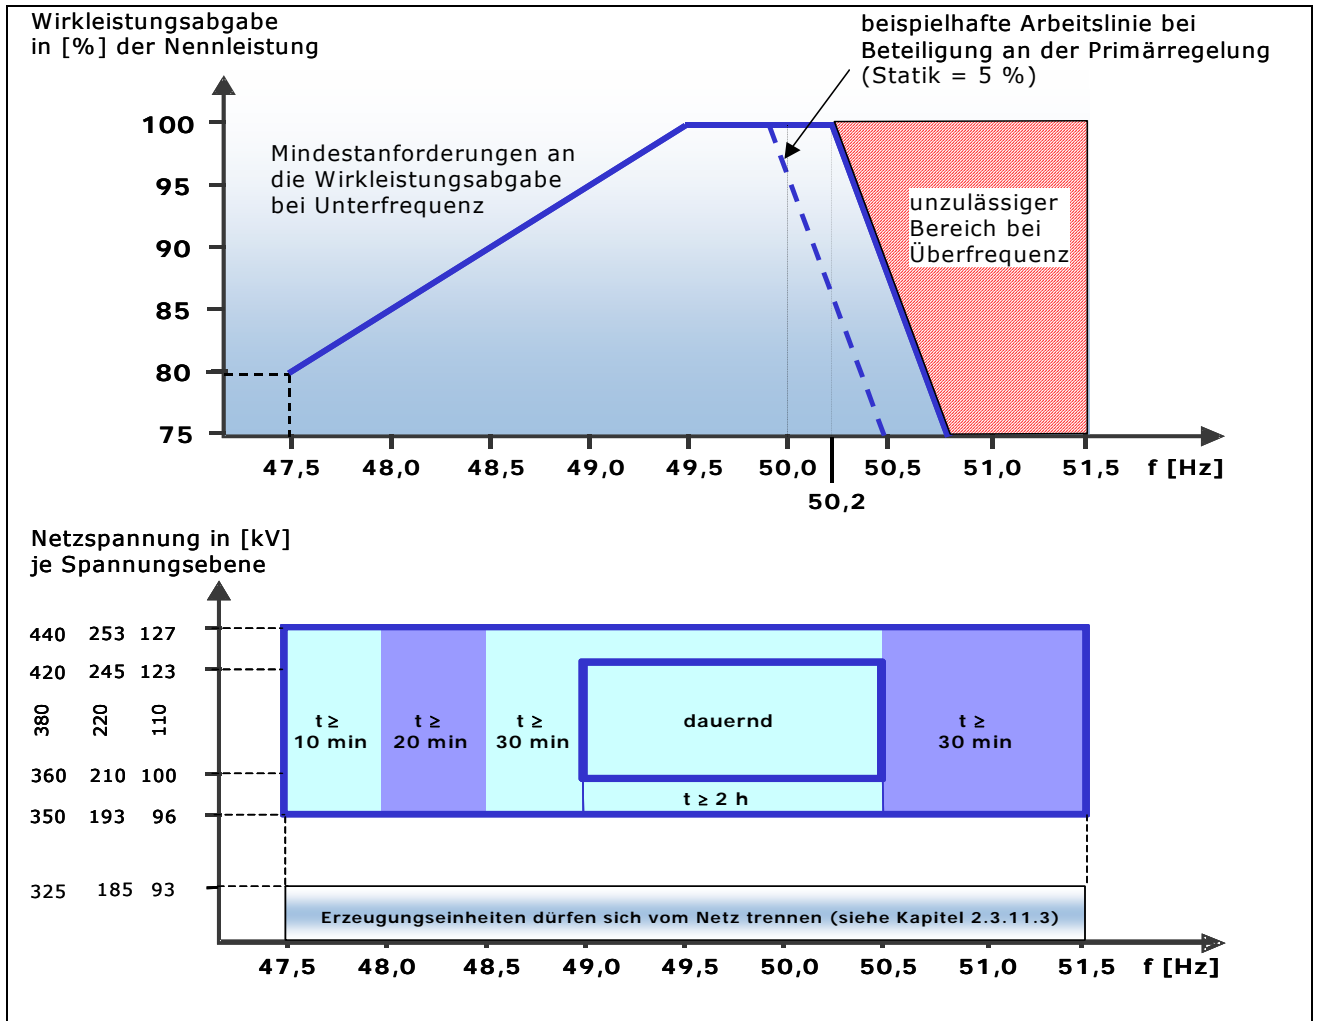 Wirkleistungsabgabe
in [%] der Nennleistung
beispielhafte Arbeitslinie bei
Beteiligung an der Primärregelung
(Statik = 5 %)
100
95
90
85
80
75
Mindestanforderungen an
die Wirkleistungsabgabe
bei Unterfrequenz
unzulässiger
Bereich bei
Überfrequenz
47,5 48,0 48,5 49,0 49,5 50,0 50,5 51,0 51,5 f [Hz]
50,2
Netzspannung in [kV]
je Spannungsebene
440 253 127
420 245 123
380 220 110
360 210 100
350 193 96
325 185 93
t ≥
10 min
t ≥
20 min
t ≥
30 min
dauernd
t ≥ 2 h
t ≥
30 min
Erzeugungseinheiten dürfen sich vom Netz trennen (siehe Kapitel 2.3.11.3)
47,5 48,0 48,5 49,0 49,5 50,0 50,5 51,0 51,5 f [Hz]